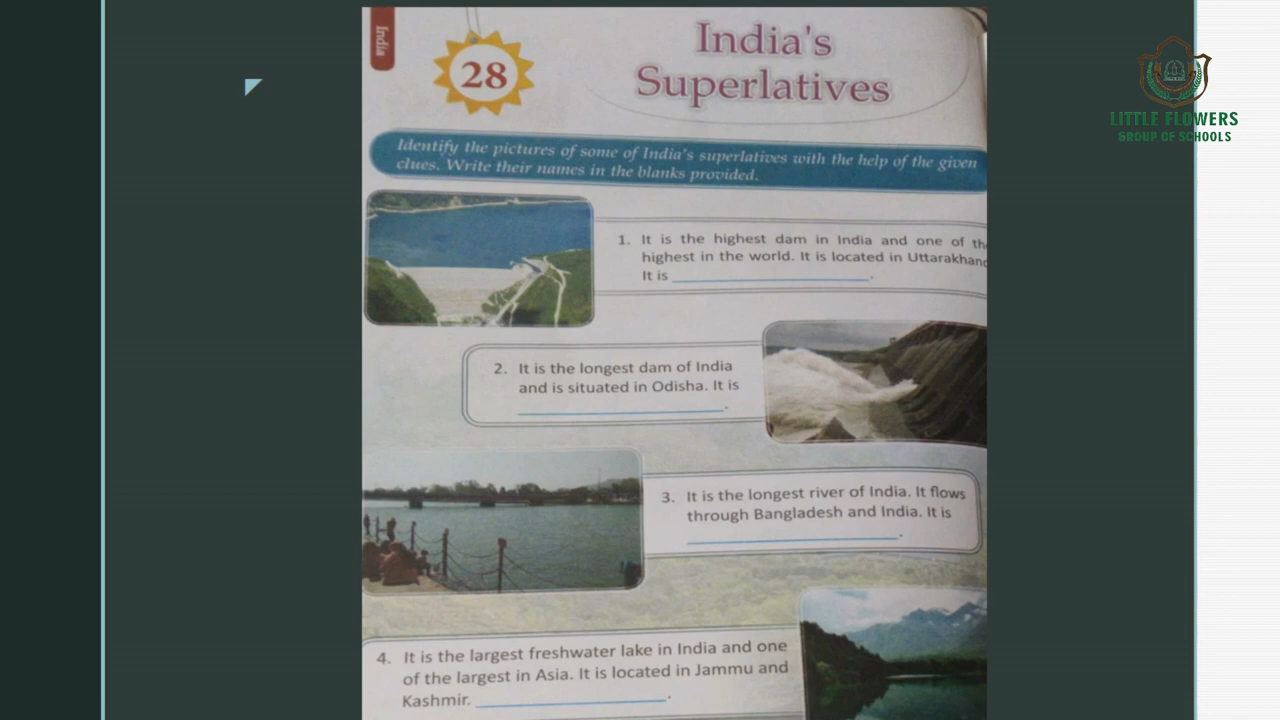 India
28
India's
Superlatives
LITTLE FLOWERS
GROUP OF SCHOOLS
Identify the pictures of some of India's superlatives with the help of the given
clues. Write their names in the blanks provided.
1. It is the highest dam in India and one of th
highest in the world. It is located in Uttarakhand
It is ____________________.
2. It is the longest dam of India
and is situated in Odisha. It is
____________________.
3. It is the longest river of India. It flows
through Bangladesh and India. It is
____________________.
4. It is the largest freshwater lake in India and one
of the largest in Asia. It is located in Jammu and
Kashmir. ____________________.